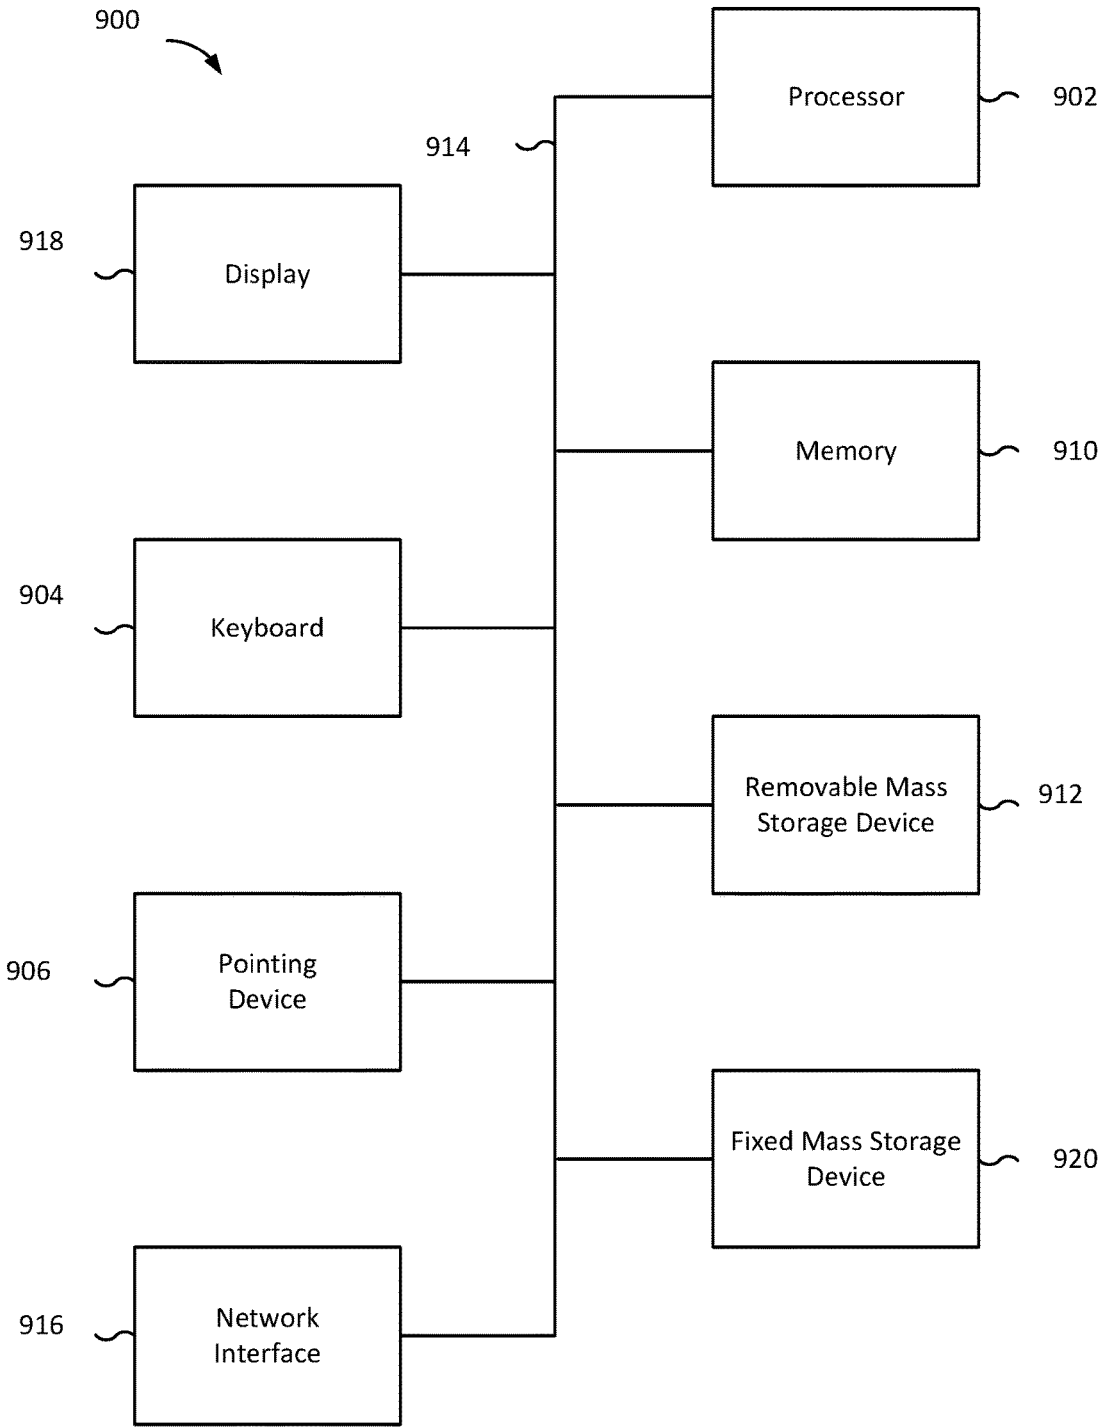 900
Processor
902
914
918
Display
Memory
910
904
Keyboard
Removable Mass
Storage Device
912
906
Pointing
Device
Fixed Mass Storage
Device
920
916
Network
Interface